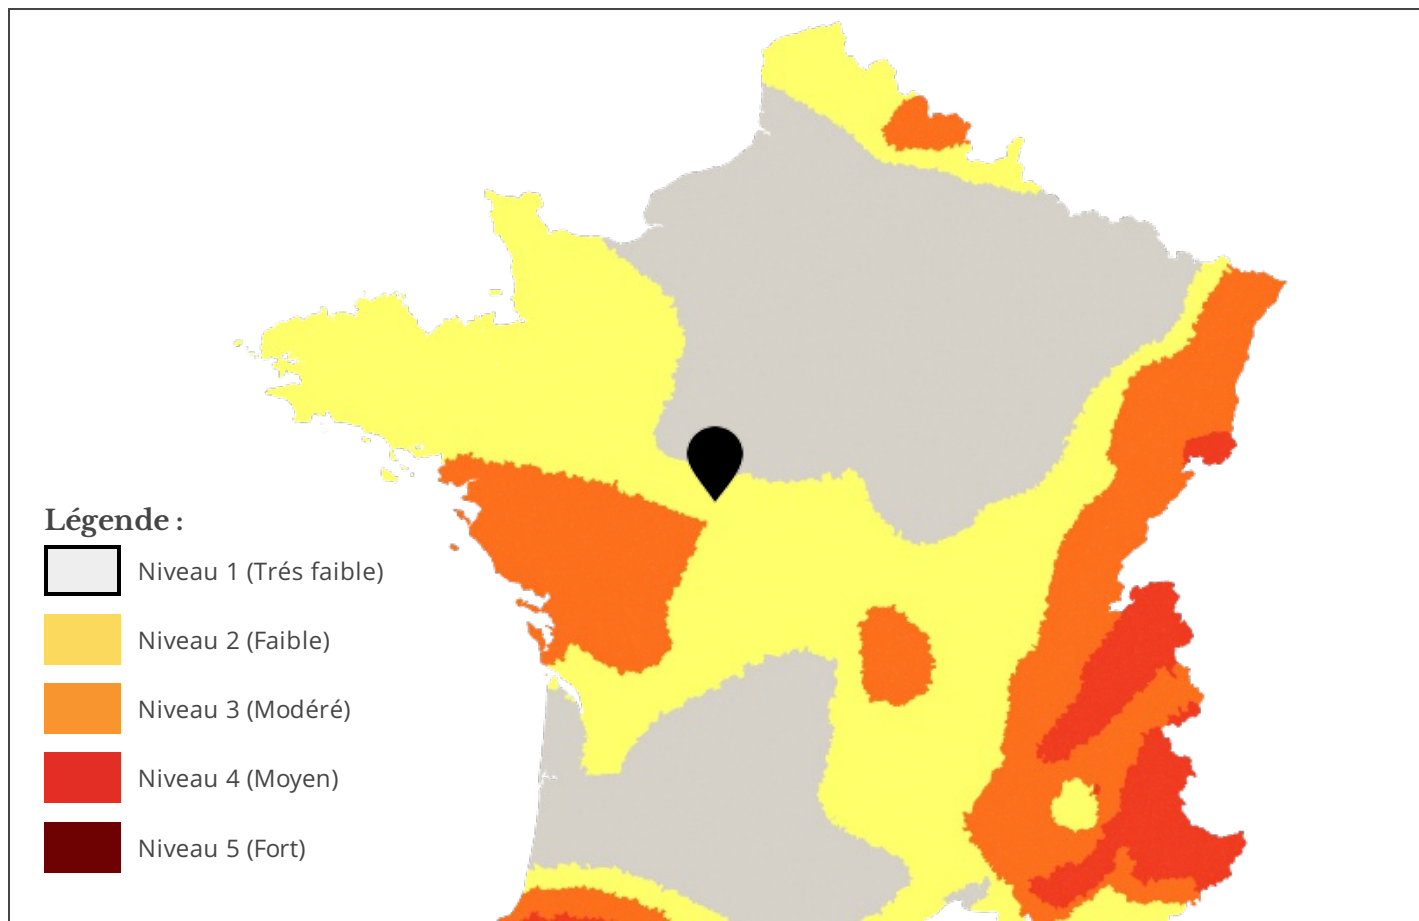 Légende :
Niveau 1 (Trés faible)
Niveau 2 (Faible)
Niveau 3 (Modéré)
Niveau 4 (Moyen)
Niveau 5 (Fort)